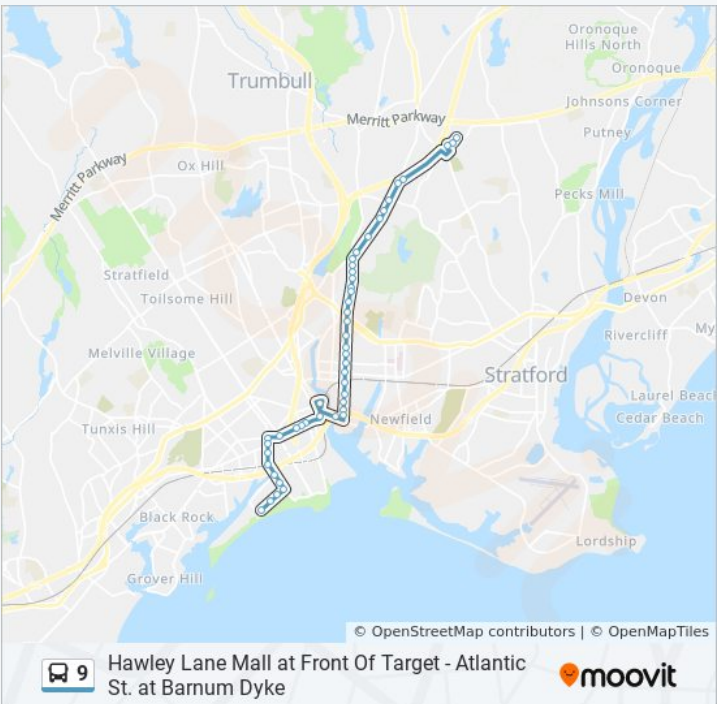 Oronoque
Hills North
Oronoque
Trumbull
Johnsons Corner
Merritt Parkway
Putney
Merritt Parkway
Ox Hill
Pecks Mill
Stratfield
Toilsome Hill
Devon
Rivercliff
My
Melville Village
Stratford
Laurel Beach
Cedar Beach
Newfield
Tunxis Hill
Black Rock
Lordship
Grover Hill
© OpenStreetMap contributors | © OpenMapTiles
9
Hawley Lane Mall at Front Of Target - Atlantic
St. at Barnum Dyke
moovit